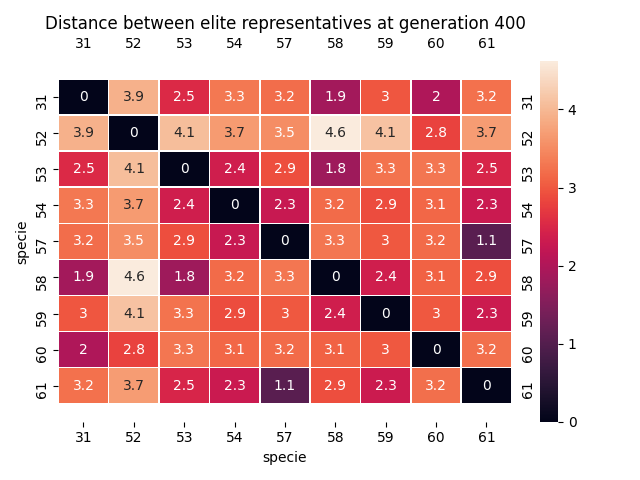 Distance between elite representatives at generation 400
31 52 53 54 57 58 59 60 61
31 0 3.9 2.5 3.3 3.2 1.9 3 2 3.2 31
52 3.9 0 4.1 3.7 3.5 4.6 4.1 2.8 3.7 52
53 2.5 4.1 0 2.4 2.9 1.8 3.3 3.3 2.5 53
54 3.3 3.7 2.4 0 2.3 3.2 2.9 3.1 2.3 54
57 3.2 3.5 2.9 2.3 0 3.3 3 3.2 1.1 57
58 1.9 4.6 1.8 3.2 3.3 0 2.4 3.1 2.9 58
59 3 4.1 3.3 2.9 3 2.4 0 3 2.3 59
60 2 2.8 3.3 3.1 3.2 3.1 3 0 3.2 60
61 3.2 3.7 2.5 2.3 1.1 2.9 2.3 3.2 0 61
31 52 53 54 57 58 59 60 61
specie
specie
4
3
2
1
0